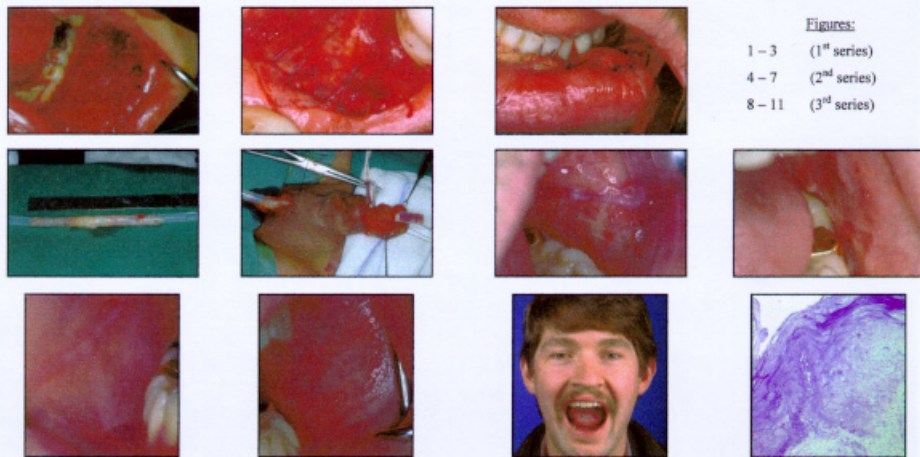 Figures:
1 – 3 (1st series)
4 – 7 (2nd series)
8 – 11 (3rd series)